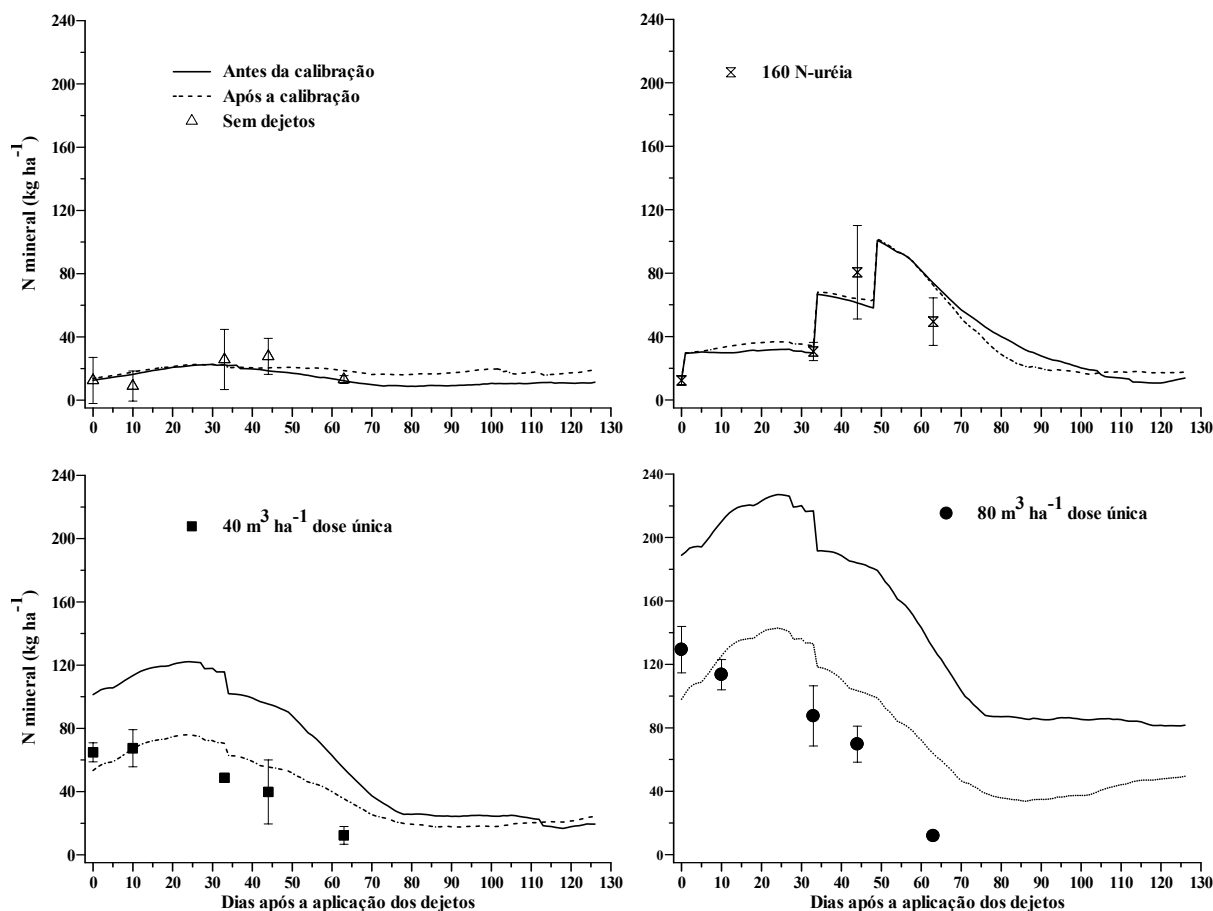 240
200
160
120
80
40
0
N mineral (kg ha⁻¹)
Antes da calibração
Após a calibração
Sem dejetos
0 10 20 30 40 50 60 70 80 90 100 110 120 130
240
200
160
120
80
40
0
160 N-uréia
0 10 20 30 40 50 60 70 80 90 100 110 120 130
240
200
160
120
80
40
0
N mineral (kg ha⁻¹)
40 m³ ha⁻¹ dose única
0 10 20 30 40 50 60 70 80 90 100 110 120 130
Dias após a aplicação dos dejetos
240
200
160
120
80
40
0
80 m³ ha⁻¹ dose única
0 10 20 30 40 50 60 70 80 90 100 110 120 130
Dias após a aplicação dos dejetos